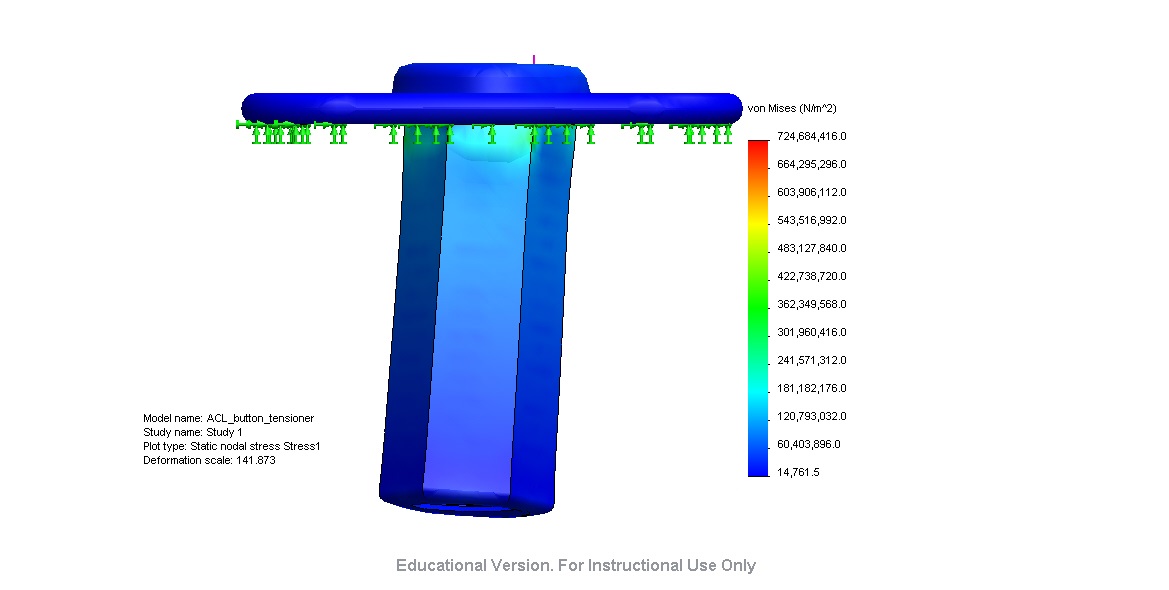 von Mises (N/m^2)
724,684,416.0
664,295,296.0
603,906,112.0
543,516,992.0
483,127,840.0
422,738,720.0
362,349,568.0
301,960,416.0
241,571,312.0
181,182,176.0
120,793,032.0
60,403,896.0
14,761.5
Model name: ACL_button_tensioner
Study name: Study 1
Plot type: Static nodal stress Stress1
Deformation scale: 141.873
Educational Version. For Instructional Use Only